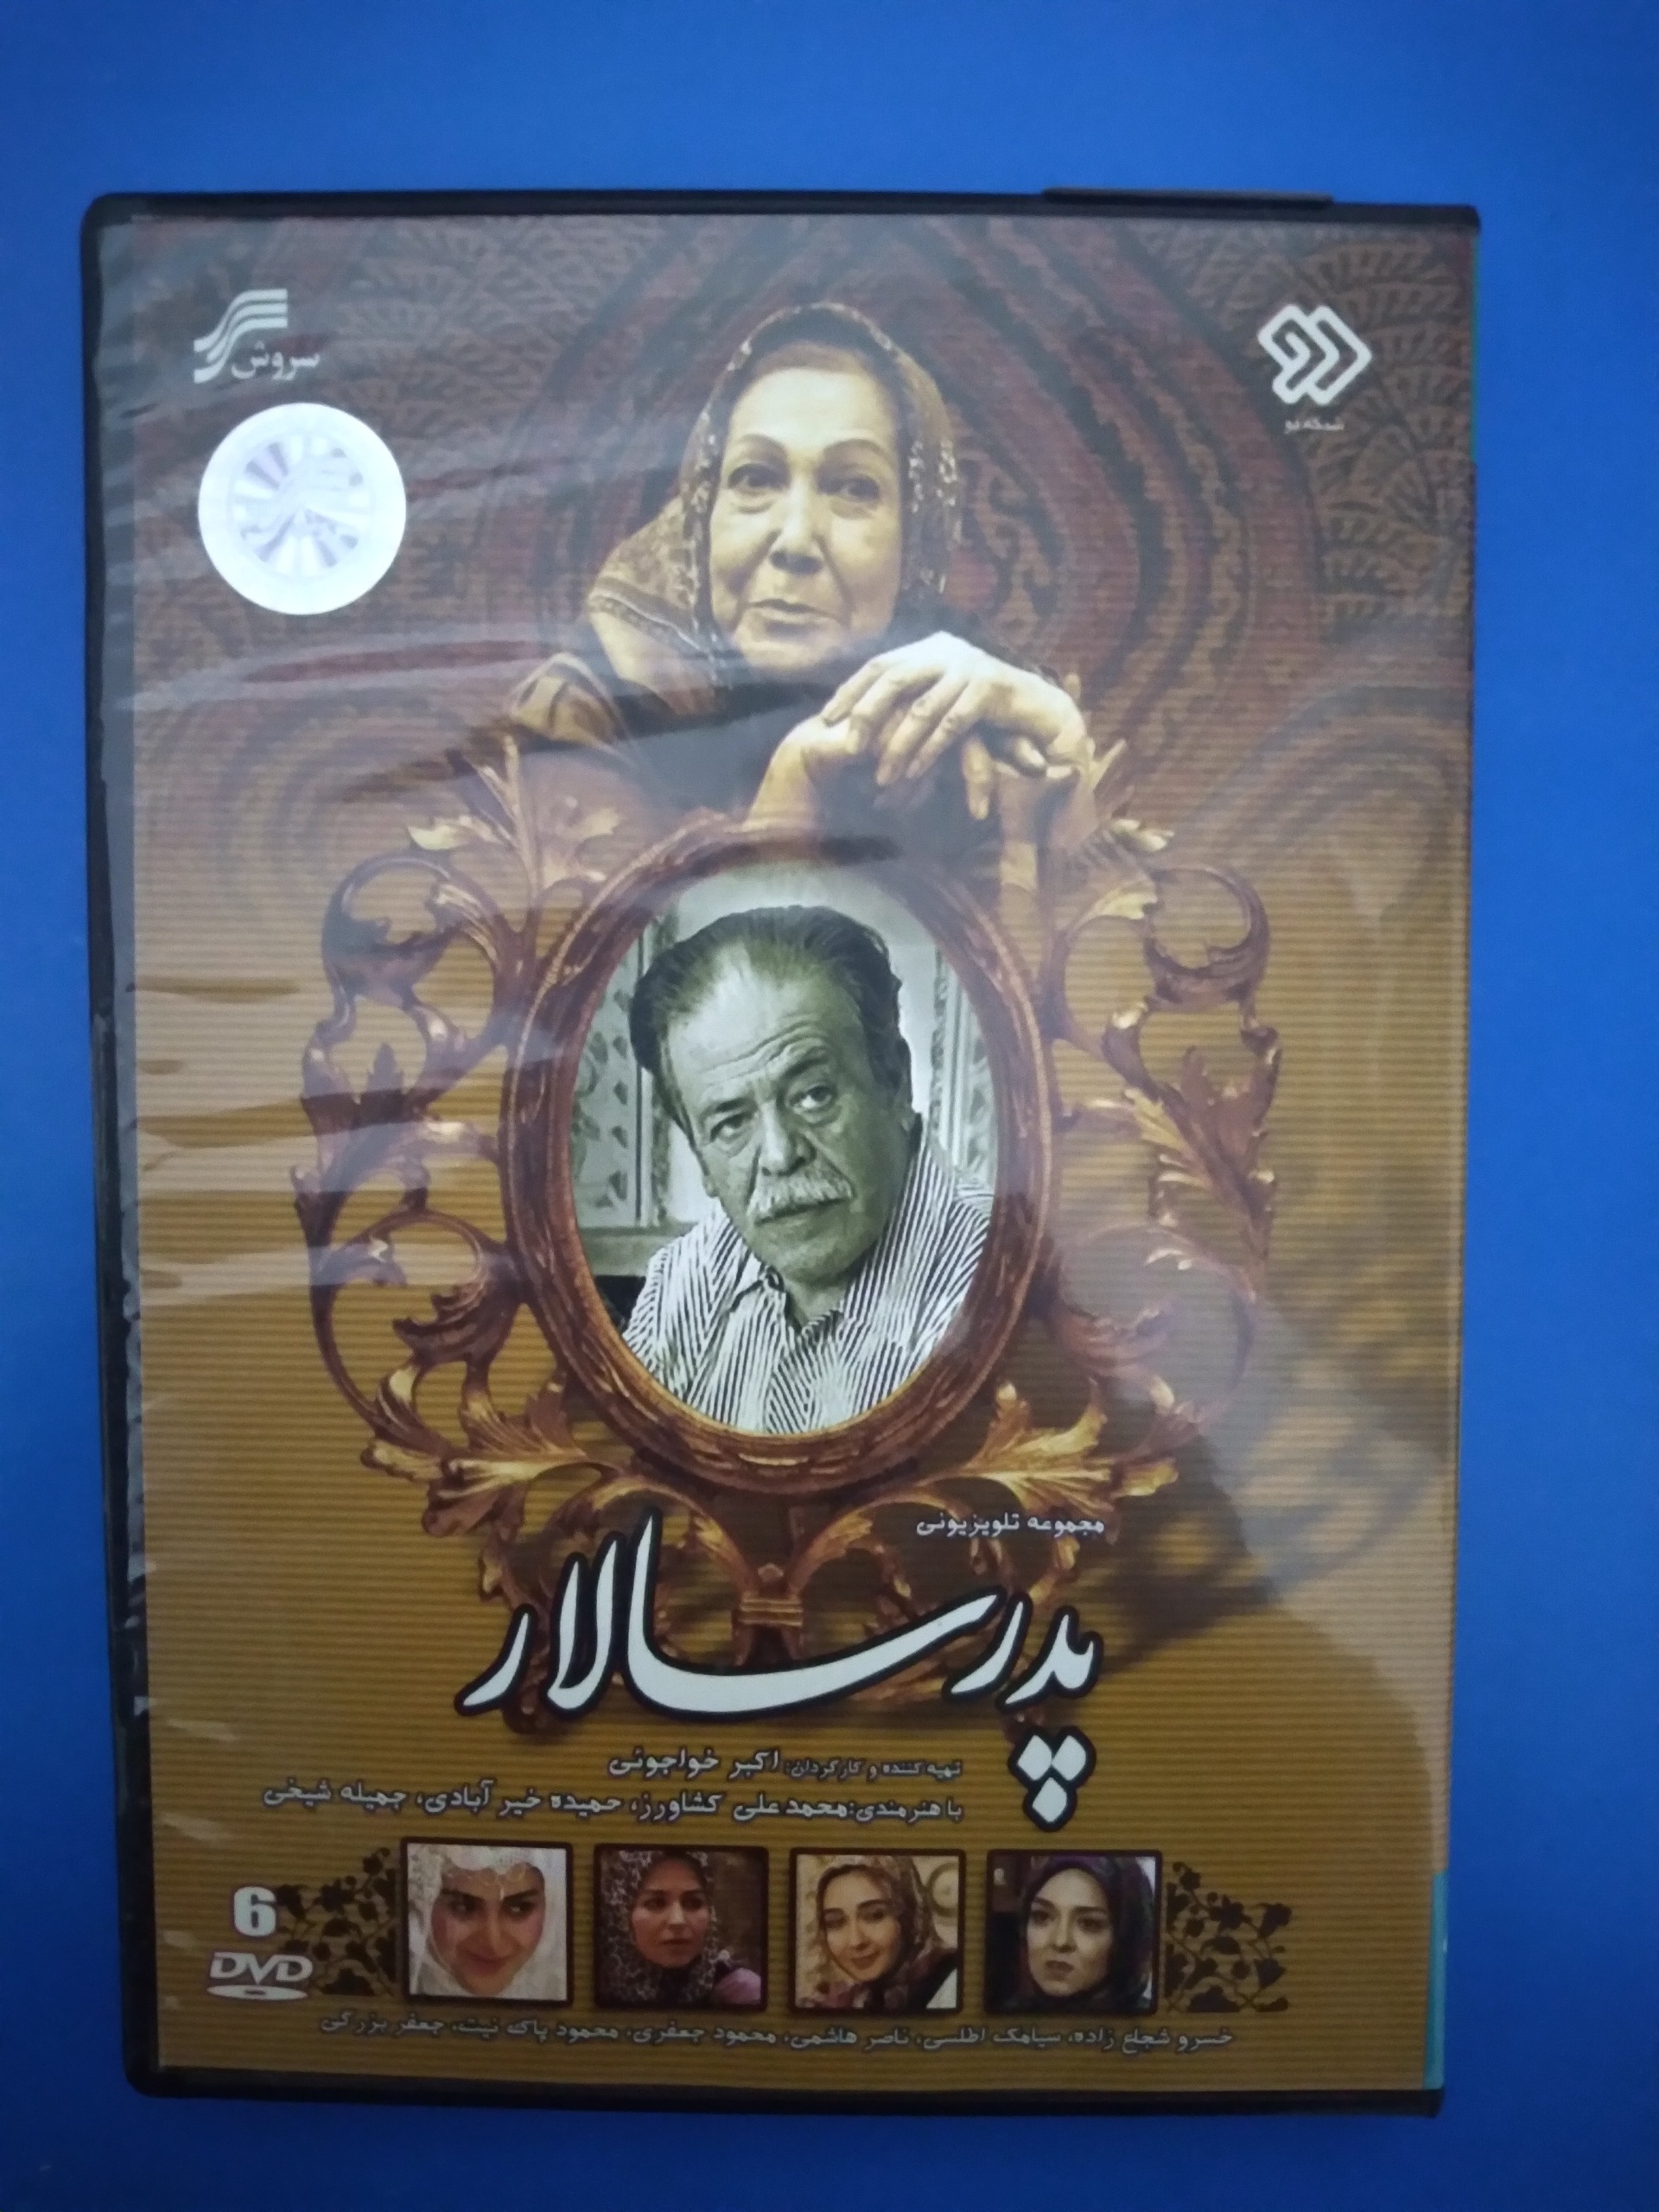 سروش
شبکه دو
مجموعه تلویزیونی
پدرسالار
تهیه کننده و کارگردان: اکبر خواجوئی
با هنرمندی: محمد علی کشاورز، حمیده خیر آبادی، جمیله شیخی
6
DVD
خسرو شجاع زاده، سیامک اطلسی، ناصر هاشمی، محمود جعفری، محمود پاک نیت، جعفر بزرگی